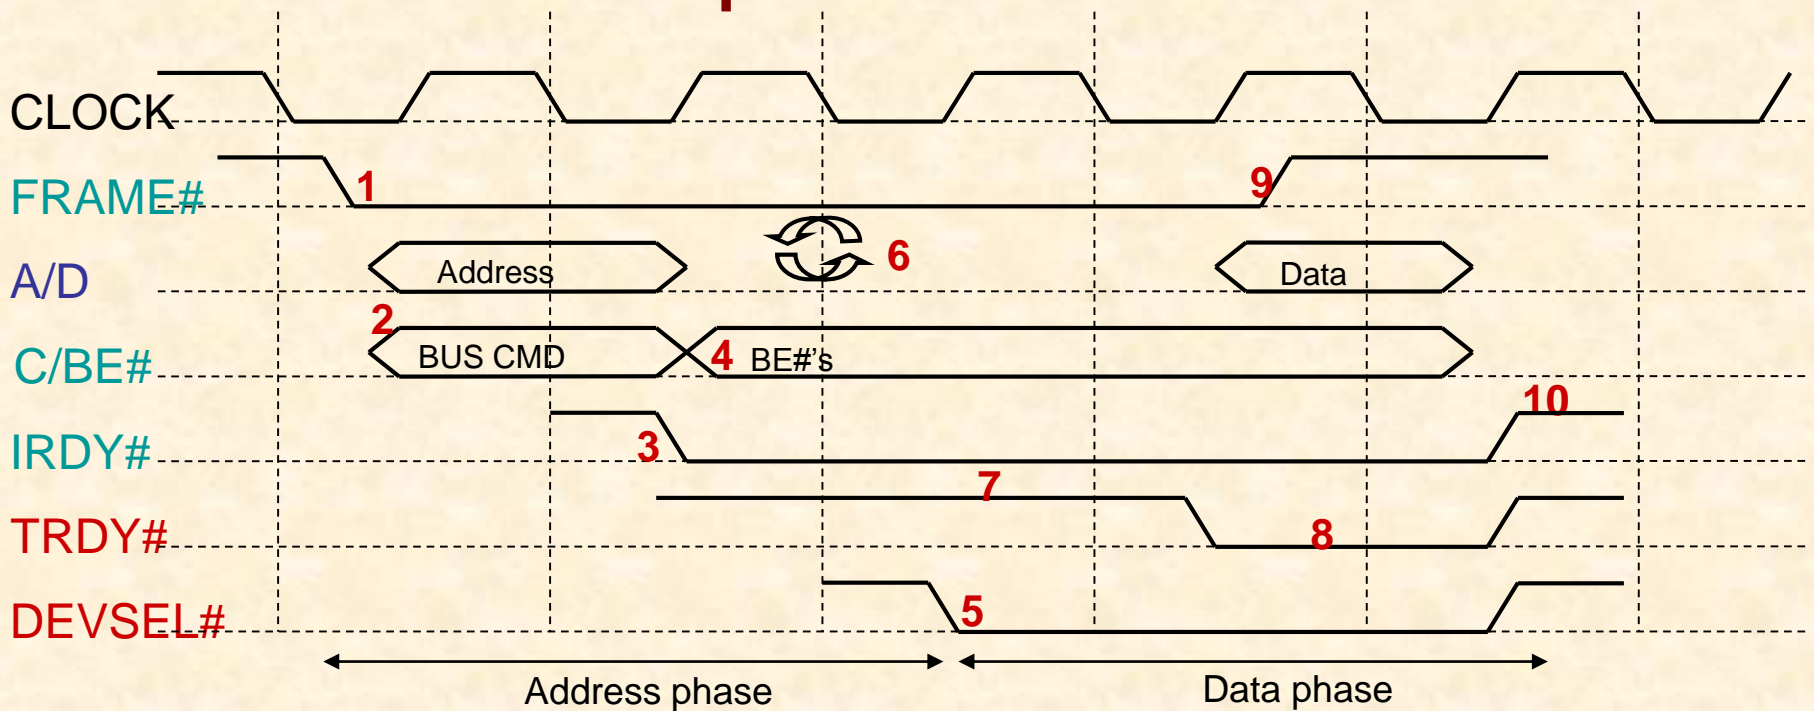 CLOCK
FRAME# 1 9
A/D Address 6 Data
C/BE# 2 BUS CMD 4 BE#'s
IRDY# 3 10
TRDY# 7 8
DEVSEL# 5
Address phase Data phase